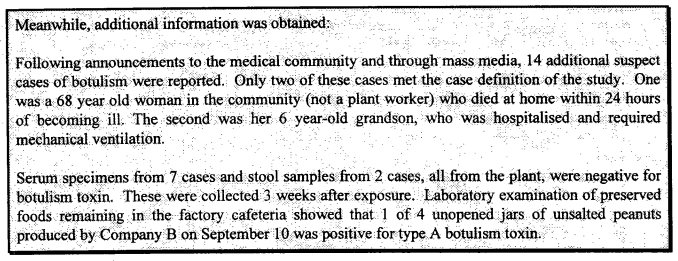 Meanwhile, additional information was obtained:
Following announcements to the medical community and through mass media, 14 additional suspect
cases of botulism were reported. Only two of these cases met the case definition of the study. One
was a 68 year old woman in the community (not a plant worker) who died at home within 24 hours
of becoming ill. The second was her 6 year-old grandson, who was hospitalised and required
mechanical ventilation.
Serum specimens from 7 cases and stool samples from 2 cases, all from the plant, were negative for
botulism toxin. These were collected 3 weeks after exposure. Laboratory examination of preserved
foods remaining in the factory cafeteria showed that 1 of 4 unopened jars of unsalted peanuts
produced by Company B on September 10 was positive for type A botulism toxin.